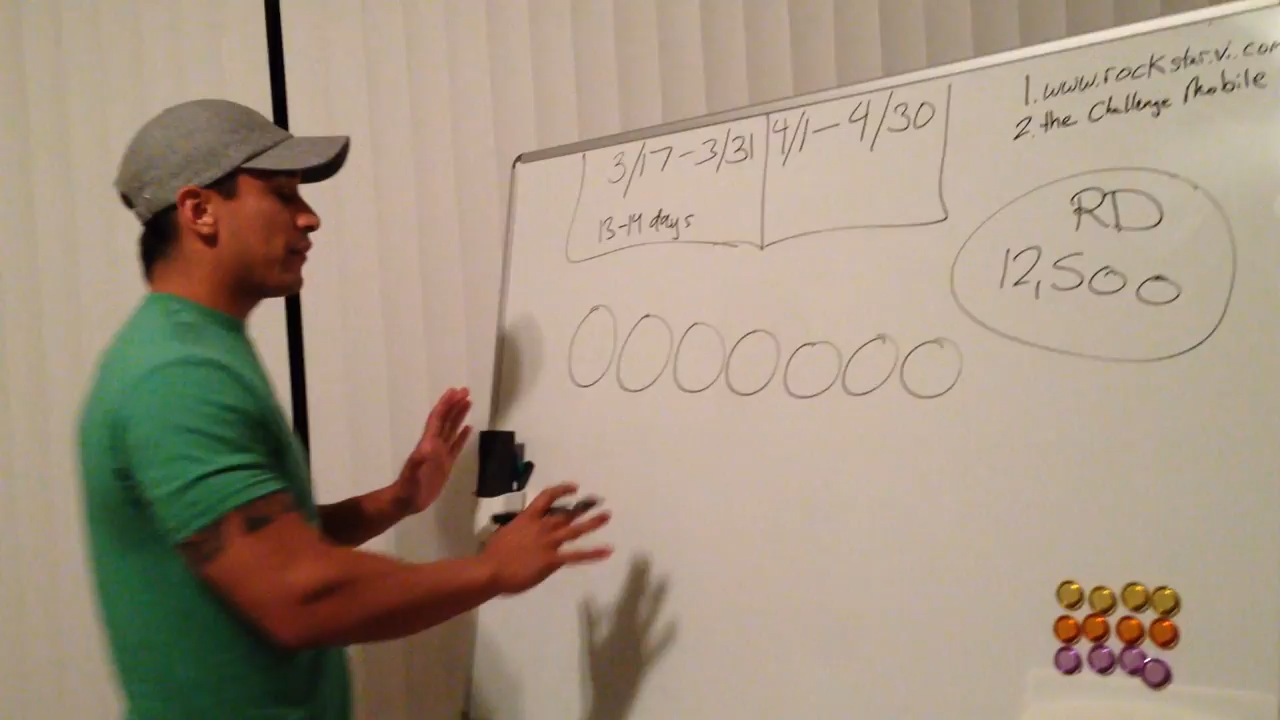 3/17-3/31
4/1-4/30
13-14 days
1. www.rockstar.vi.com
2. the Challenge Mobile
RD
12,500